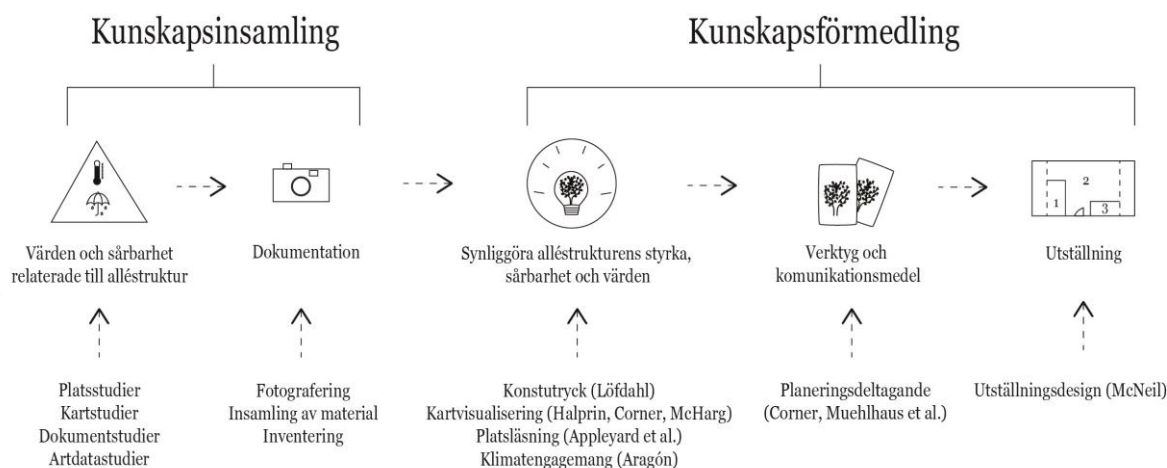 Kunskapsinsamling
Kunskapsförmedling
1
2
3
Värden och sårbarhet
relaterade till alléstruktur
Dokumentation
Synliggöra alléstrukturens styrka,
sårbarhet och värden
Verktyg och
komunikationsmedel
Utställning
Platsstudier
Kartstudier
Dokumentstudier
Artdatastudier
Fotografering
Insamling av material
Inventering
Konstutryck (Löfdahl)
Kartvisualisering (Halprin, Corner, McHarg)
Platsläsning (Appleyard et al.)
Klimatengagemang (Aragón)
Planeringsdeltagande
(Corner, Muehlhaus et al.)
Utställningsdesign (McNeil)